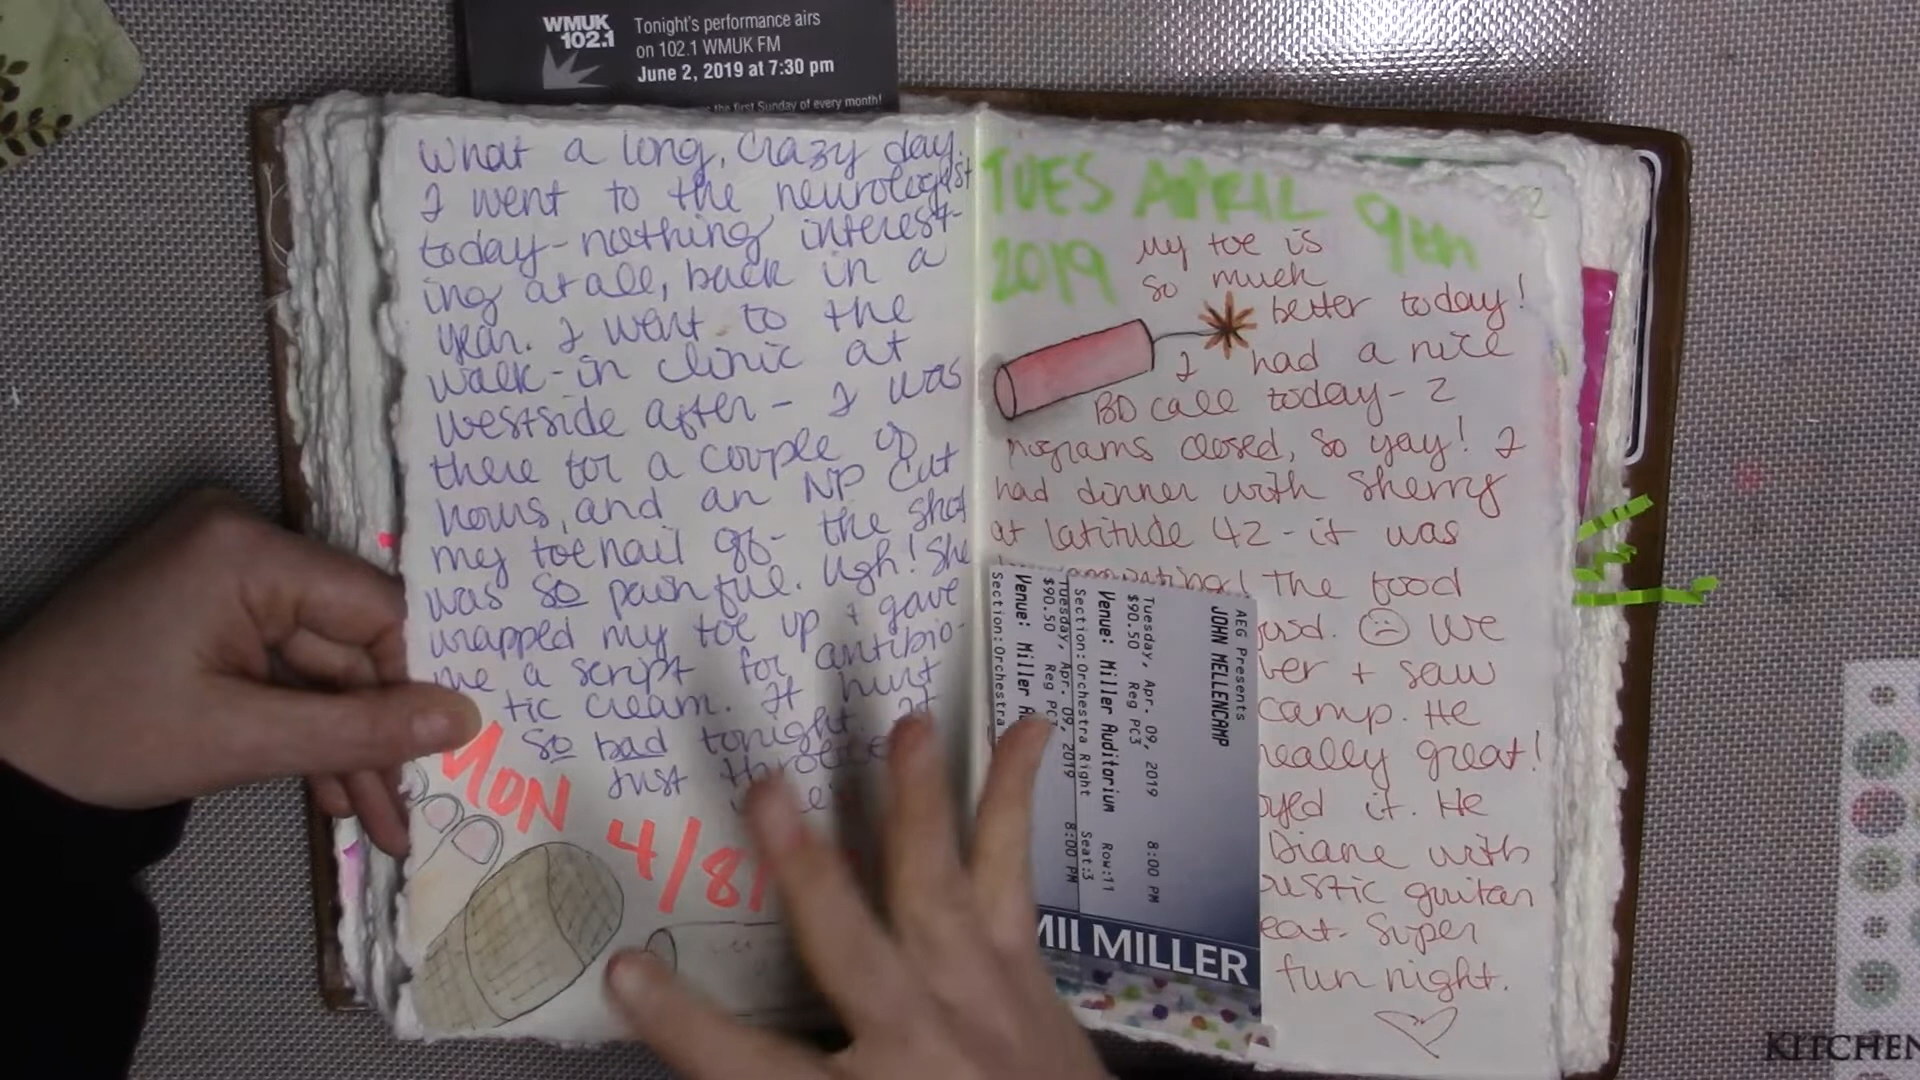 WMUK
102.1
Tonight's performance airs
on 102.1 WMUK FM
June 2, 2019 at 7:30 pm
the first Sunday of every month!
What a long, crazy day.
I went to the neurologist
today - nothing interest-
ing at all, back in a
year. I went to the
walk-in clinic at
westside after - I was
there for a couple of
hours, and an NP cut
my toenail off - the shot
was so painful. Ugh! She
wrapped my toe up + gave
me a script for antibio-
tic cream. It hurt
so bad tonight. It
Just
MON
4/8/
TUES APRIL 9th
2019
My toe is
so much
better today!
I had a nice
BD call today - 2
programs closed, so yay! I
had dinner with Sherry
at latitude 42 - it was
The food
We
+ saw
camp. He
really great!
it. He
Diane with
guitar
Super
fun night.
AEG Presents
JOHN MELLENCAMP
Tuesday, Apr. 09, 2019 8:00 PM
$90.50 Reg PC3
Venue: Miller Auditorium
Section:Orchestra Right Row:11 Seat:3
Tuesday, Apr. 09, 2019 8:00 PM
$90.50 Reg PC3
Venue: Miller
Section:Orchestra
MIL MILLER
KITCHEN